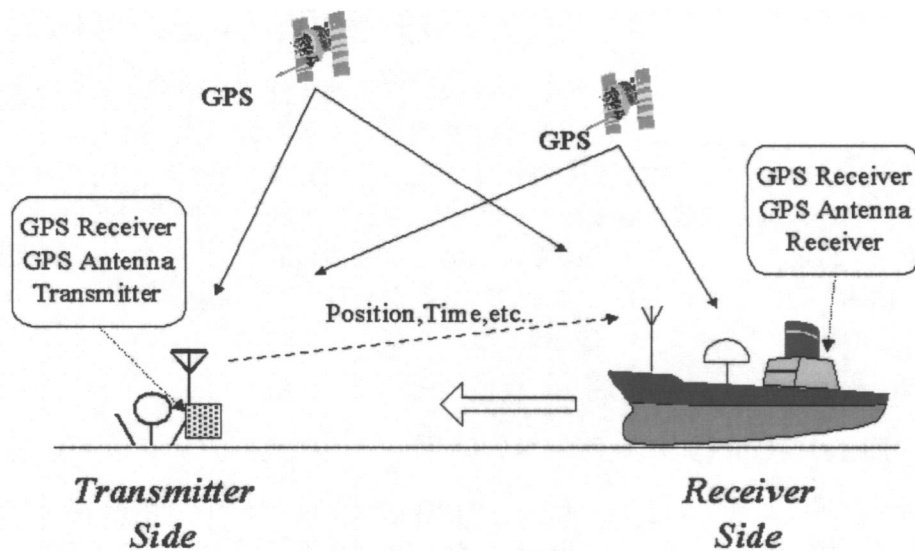 GPS
GPS
GPS Receiver
GPS Antenna
Receiver
GPS Receiver
GPS Antenna
Transmitter
Position,Time,etc..
Transmitter
Side
Receiver
Side